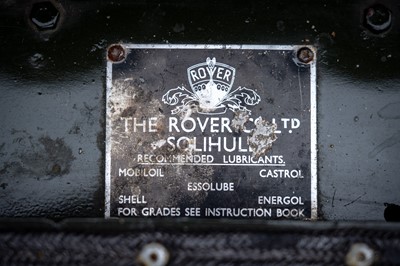 ROVER
THE ROVER CO LTD
SOLIHULL
RECOMMENDED LUBRICANTS.
MOBILOIL CASTROL
ESSOLUBE
SHELL ENERGOL
FOR GRADES SEE INSTRUCTION BOOK